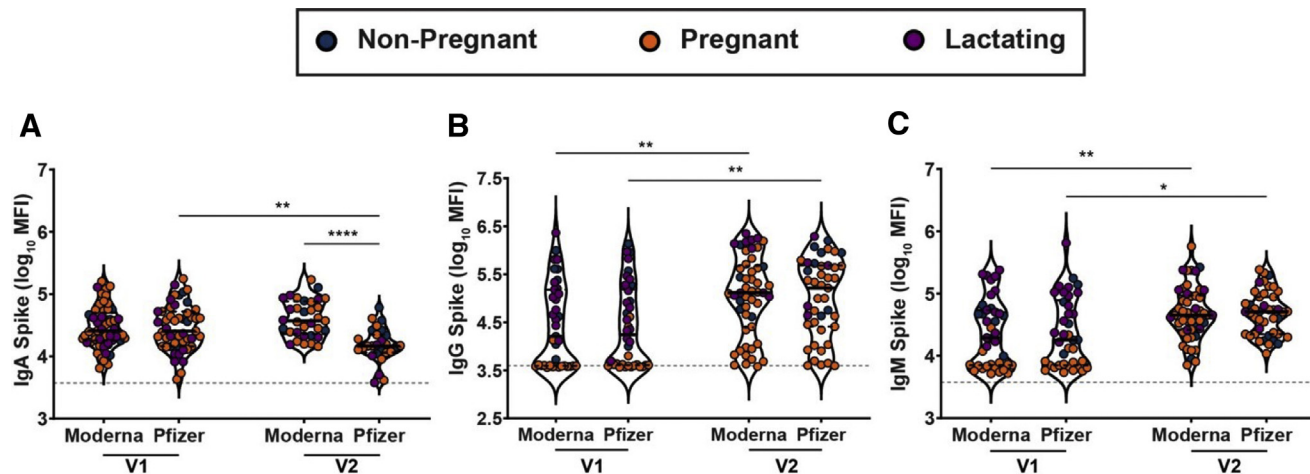 Non-Pregnant Pregnant Lactating
A
IgA Spike (log10 MFI)
7
6
5
4
3
**
****
Moderna Pfizer Moderna Pfizer
V1 V2
B
IgG Spike (log10 MFI)
7.5
6.5
5.5
4.5
3.5
2.5
**
**
Moderna Pfizer Moderna Pfizer
V1 V2
C
IgM Spike (log10 MFI)
7
6
5
4
3
**
*
Moderna Pfizer Moderna Pfizer
V1 V2